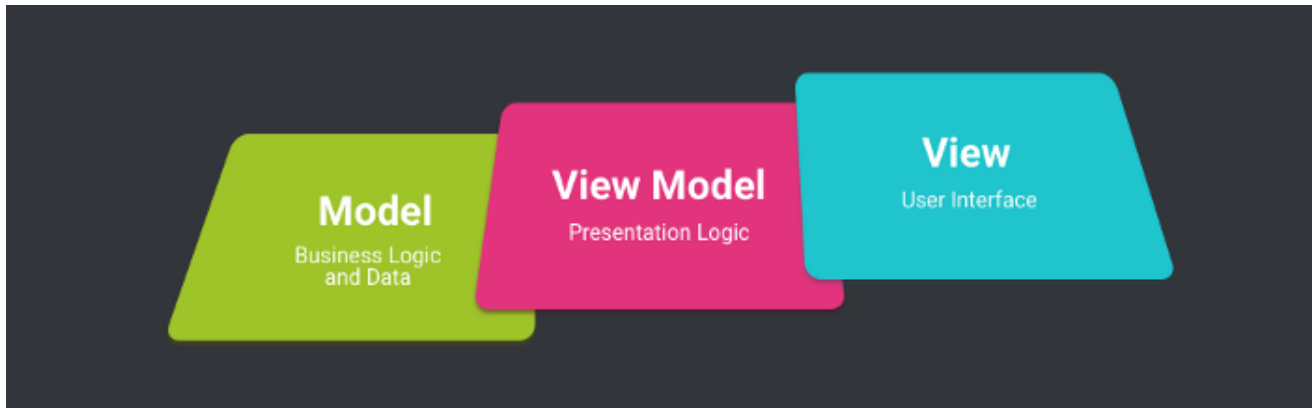 Model
Business Logic
and Data
View Model
Presentation Logic
View
User Interface